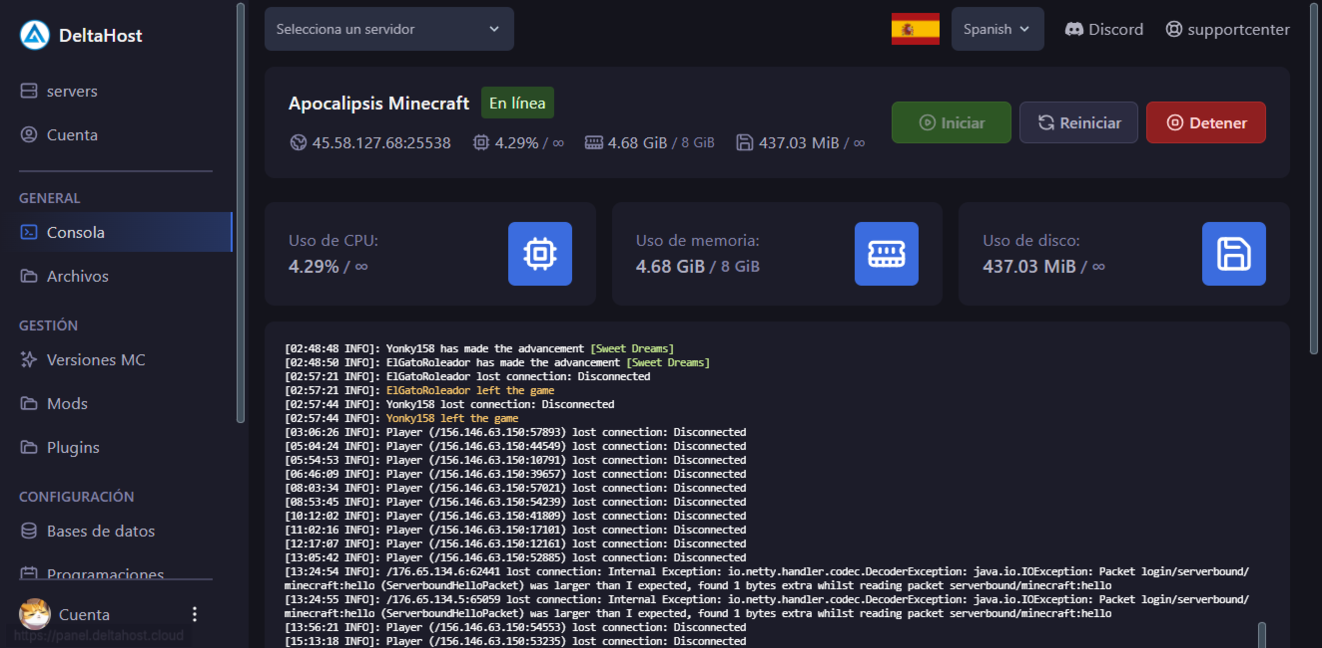 DeltaHost
Selecciona un servidor
Spanish
Discord
supportcenter
servers
Cuenta
GENERAL
Consola
Archivos
GESTIÓN
Versiones MC
Mods
Plugins
CONFIGURACIÓN
Bases de datos
Programaciones
Cuenta
https://panel.deltahost.cloud
Apocalipsis Minecraft En línea
45.58.127.68:25538 4.29% / ∞ 4.68 GiB / 8 GiB 437.03 MiB / ∞
Iniciar Reiniciar Detener
Uso de CPU:
4.29% / ∞
Uso de memoria:
4.68 GiB / 8 GiB
Uso de disco:
437.03 MiB / ∞
[02:48:48 INFO]: Yonky158 has made the advancement [Sweet Dreams]
[02:48:50 INFO]: ElGatoRoleador has made the advancement [Sweet Dreams]
[02:57:21 INFO]: ElGatoRoleador lost connection: Disconnected
[02:57:21 INFO]: ElGatoRoleador left the game
[02:57:44 INFO]: Yonky158 lost connection: Disconnected
[02:57:44 INFO]: Yonky158 left the game
[03:06:26 INFO]: Player (/156.146.63.150:57893) lost connection: Disconnected
[05:04:24 INFO]: Player (/156.146.63.150:44549) lost connection: Disconnected
[05:54:53 INFO]: Player (/156.146.63.150:10791) lost connection: Disconnected
[06:46:09 INFO]: Player (/156.146.63.150:39657) lost connection: Disconnected
[08:03:34 INFO]: Player (/156.146.63.150:57021) lost connection: Disconnected
[08:53:45 INFO]: Player (/156.146.63.150:54239) lost connection: Disconnected
[10:12:02 INFO]: Player (/156.146.63.150:41809) lost connection: Disconnected
[11:02:16 INFO]: Player (/156.146.63.150:17101) lost connection: Disconnected
[12:17:07 INFO]: Player (/156.146.63.150:12161) lost connection: Disconnected
[13:05:42 INFO]: Player (/156.146.63.150:52885) lost connection: Disconnected
[13:24:54 INFO]: /176.65.134.6:62441 lost connection: Internal Exception: io.netty.handler.codec.DecoderException: java.io.IOException: Packet login/serverbound/
minecraft:hello (ServerboundHelloPacket) was larger than I expected, found 1 bytes extra whilst reading packet serverbound/minecraft:hello
[13:24:55 INFO]: /176.65.134.5:65059 lost connection: Internal Exception: io.netty.handler.codec.DecoderException: java.io.IOException: Packet login/serverbound/
minecraft:hello (ServerboundHelloPacket) was larger than I expected, found 1 bytes extra whilst reading packet serverbound/minecraft:hello
[13:56:21 INFO]: Player (/156.146.63.150:54553) lost connection: Disconnected
[15:13:18 INFO]: Player (/156.146.63.150:53235) lost connection: Disconnected